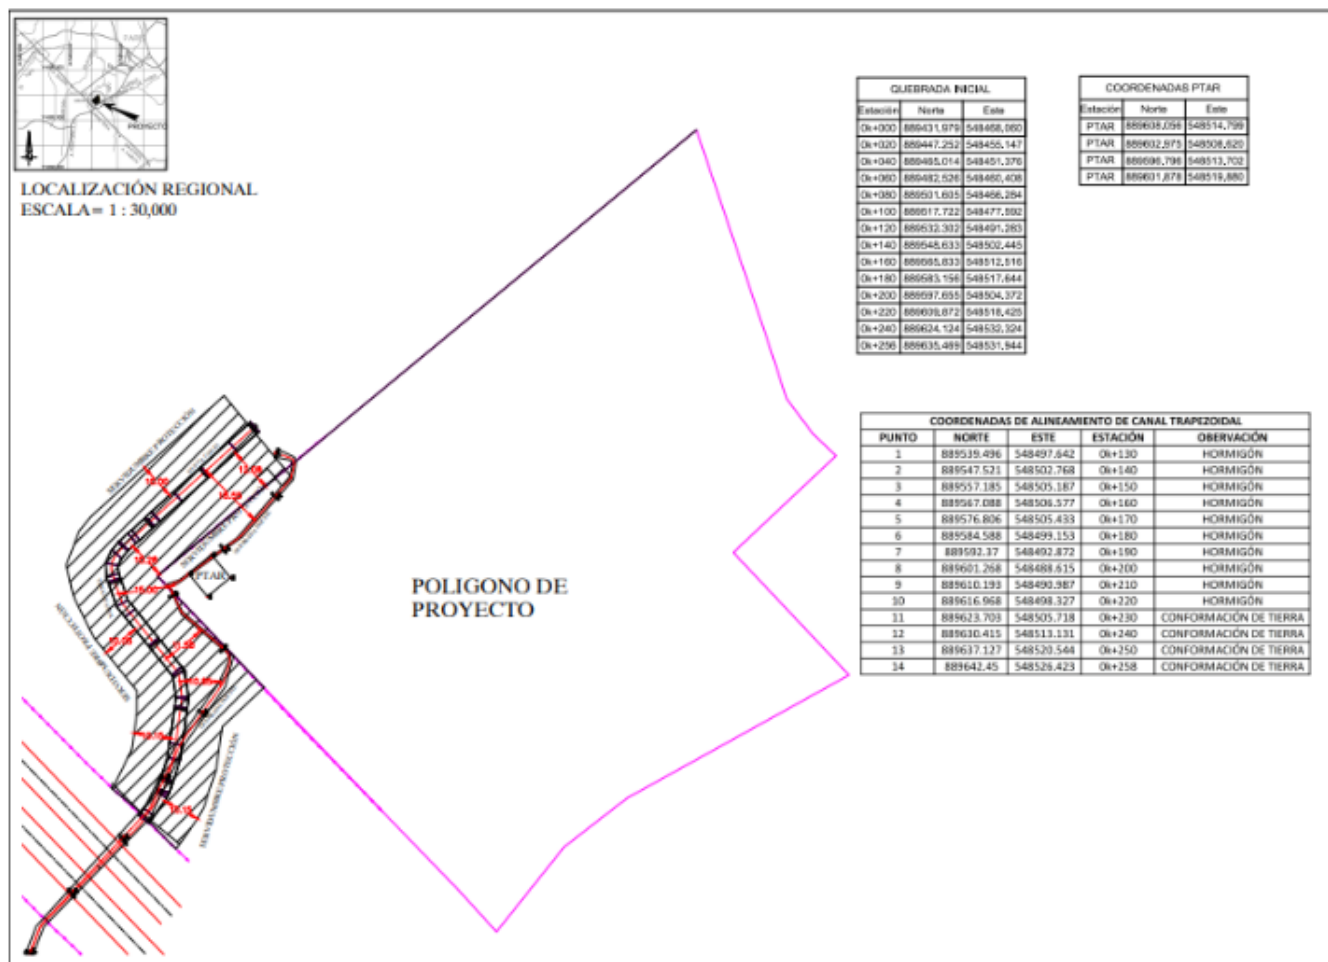 PROYECTO
LOCALIZACIÓN REGIONAL
ESCALA= 1 : 30,000
QUEBRADA INICIAL
Estación Norte Este
0k+000 889431.979 548468.060
0k+020 889447.252 548455.147
0k+040 889465.014 548451.376
0k+060 889482.526 548460.408
0k+080 889501.605 548466.284
0k+100 889517.722 548477.592
0k+120 889532.302 548491.283
0k+140 889548.633 548502.445
0k+160 889565.833 548512.516
0k+180 889583.156 548517.644
0k+200 889597.655 548504.372
0k+220 889609.872 548518.425
0k+240 889624.124 548532.324
0k+256 889635.469 548531.944
COORDENADAS PTAR
Estación Norte Este
PTAR 889608.056 548514.799
PTAR 889602.975 548508.620
PTAR 889596.796 548513.702
PTAR 889601.878 548519.880
COORDENADAS DE ALINEAMIENTO DE CANAL TRAPEZOIDAL
PUNTO NORTE ESTE ESTACIÓN OBERVACIÓN
1 889539.496 548497.642 0k+130 HORMIGÓN
2 889547.521 548502.768 0k+140 HORMIGÓN
3 889557.185 548505.187 0k+150 HORMIGÓN
4 889567.088 548506.577 0k+160 HORMIGÓN
5 889576.806 548505.433 0k+170 HORMIGÓN
6 889584.588 548499.153 0k+180 HORMIGÓN
7 889592.37 548492.872 0k+190 HORMIGÓN
8 889601.268 548488.615 0k+200 HORMIGÓN
9 889610.193 548490.987 0k+210 HORMIGÓN
10 889616.968 548498.327 0k+220 HORMIGÓN
11 889623.703 548505.718 0k+230 CONFORMACIÓN DE TIERRA
12 889630.415 548513.131 0k+240 CONFORMACIÓN DE TIERRA
13 889637.127 548520.544 0k+250 CONFORMACIÓN DE TIERRA
14 889642.45 548526.423 0k+258 CONFORMACIÓN DE TIERRA
SERVIDUMBRE PROTECCIÓN
PTAR
POLIGONO DE
PROYECTO
SERVIDUMBRE PROTECCIÓN
SERVIDUMBRE PROTECCIÓN